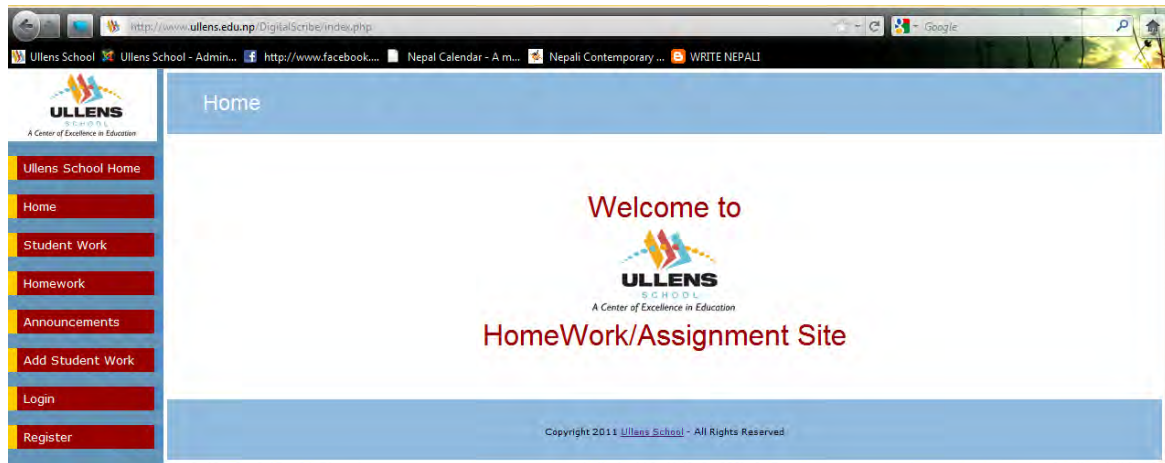 http://www.ullens.edu.np/DigitalScribe/index.php
Google
Ullens School
Ullens School - Admin...
http://www.facebook....
Nepal Calendar - A m...
Nepali Contemporary ...
WRITE NEPALI
ULLENS
SCHOOL
A Center of Excellence in Education
Home
Ullens School Home
Home
Student Work
Homework
Announcements
Add Student Work
Login
Register
Welcome to
ULLENS
SCHOOL
A Center of Excellence in Education
HomeWork/Assignment Site
Copyright 2011 Ullens School - All Rights Reserved